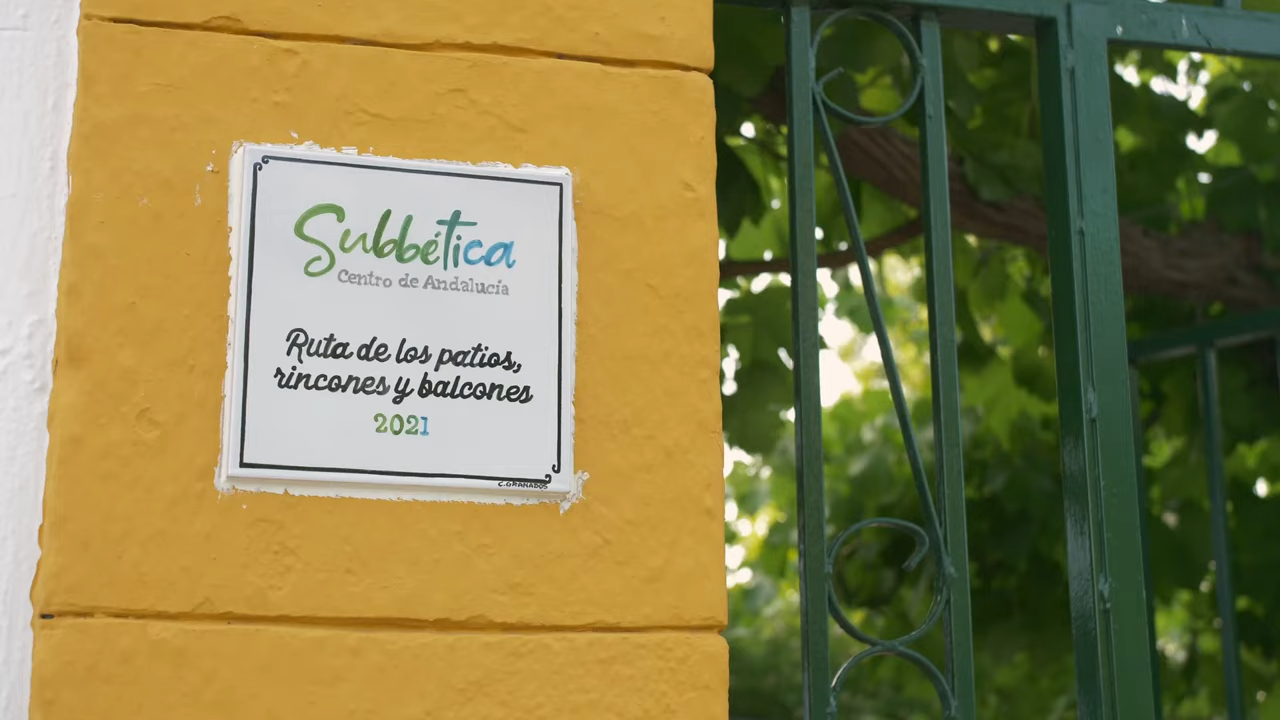 Subbética
Centro de Andalucía
Ruta de los patios,
rincones y balcones
2021
C.GRANADOS